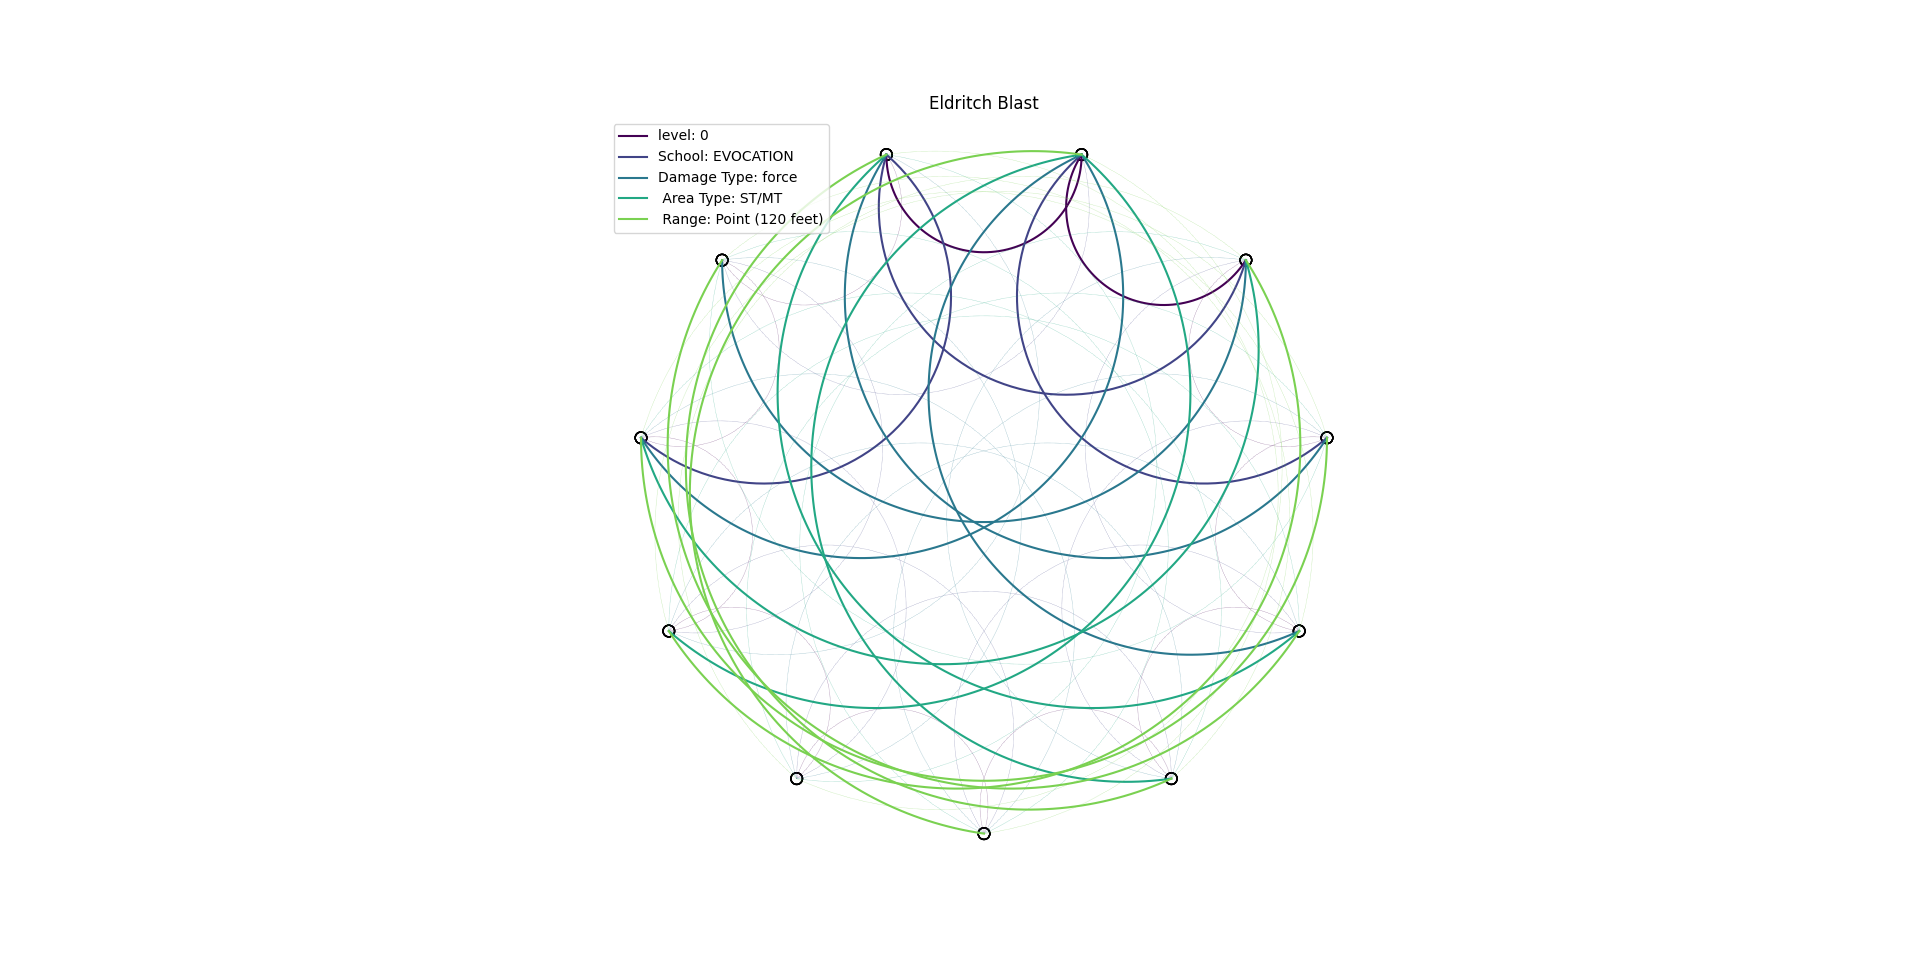 Eldritch Blast
level: 0
School: EVOCATION
Damage Type: force
Area Type: ST/MT
Range: Point (120 feet)